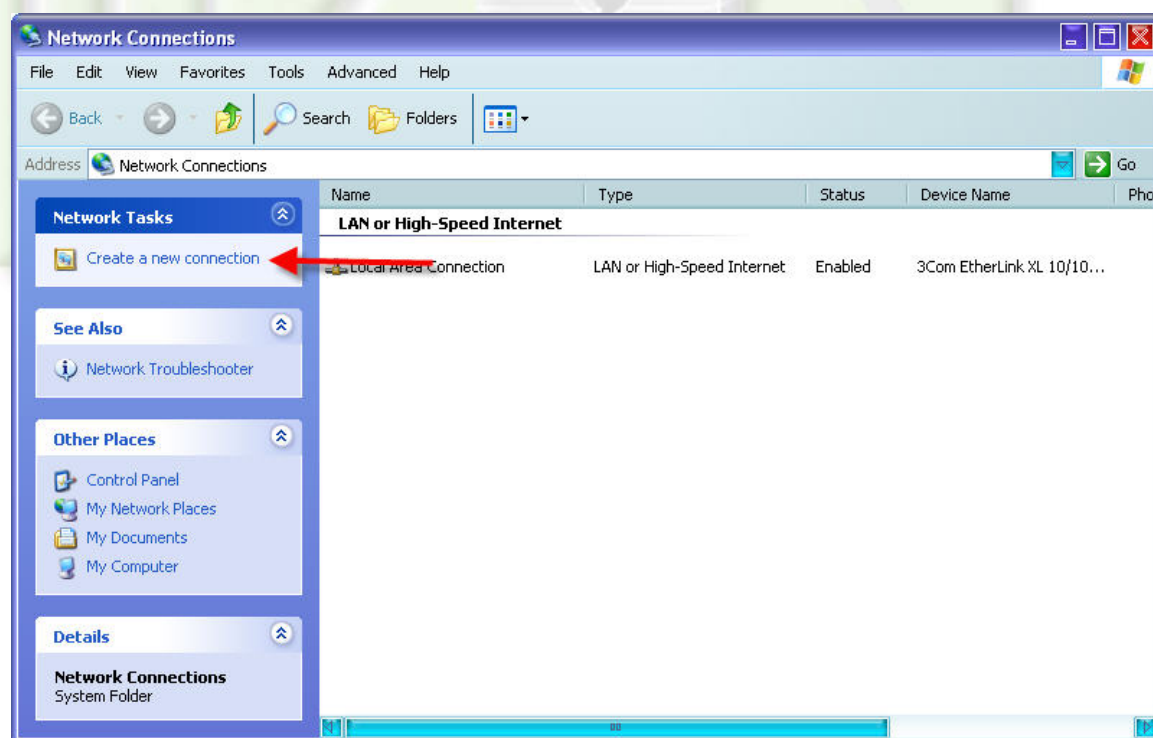 Network Connections
File Edit View Favorites Tools Advanced Help
Back Search Folders
Address Network Connections Go
Name Type Status Device Name Pho
Network Tasks
Create a new connection
LAN or High-Speed Internet
Local Area Connection LAN or High-Speed Internet Enabled 3Com EtherLink XL 10/10...
See Also
Network Troubleshooter
Other Places
Control Panel
My Network Places
My Documents
My Computer
Details
Network Connections
System Folder